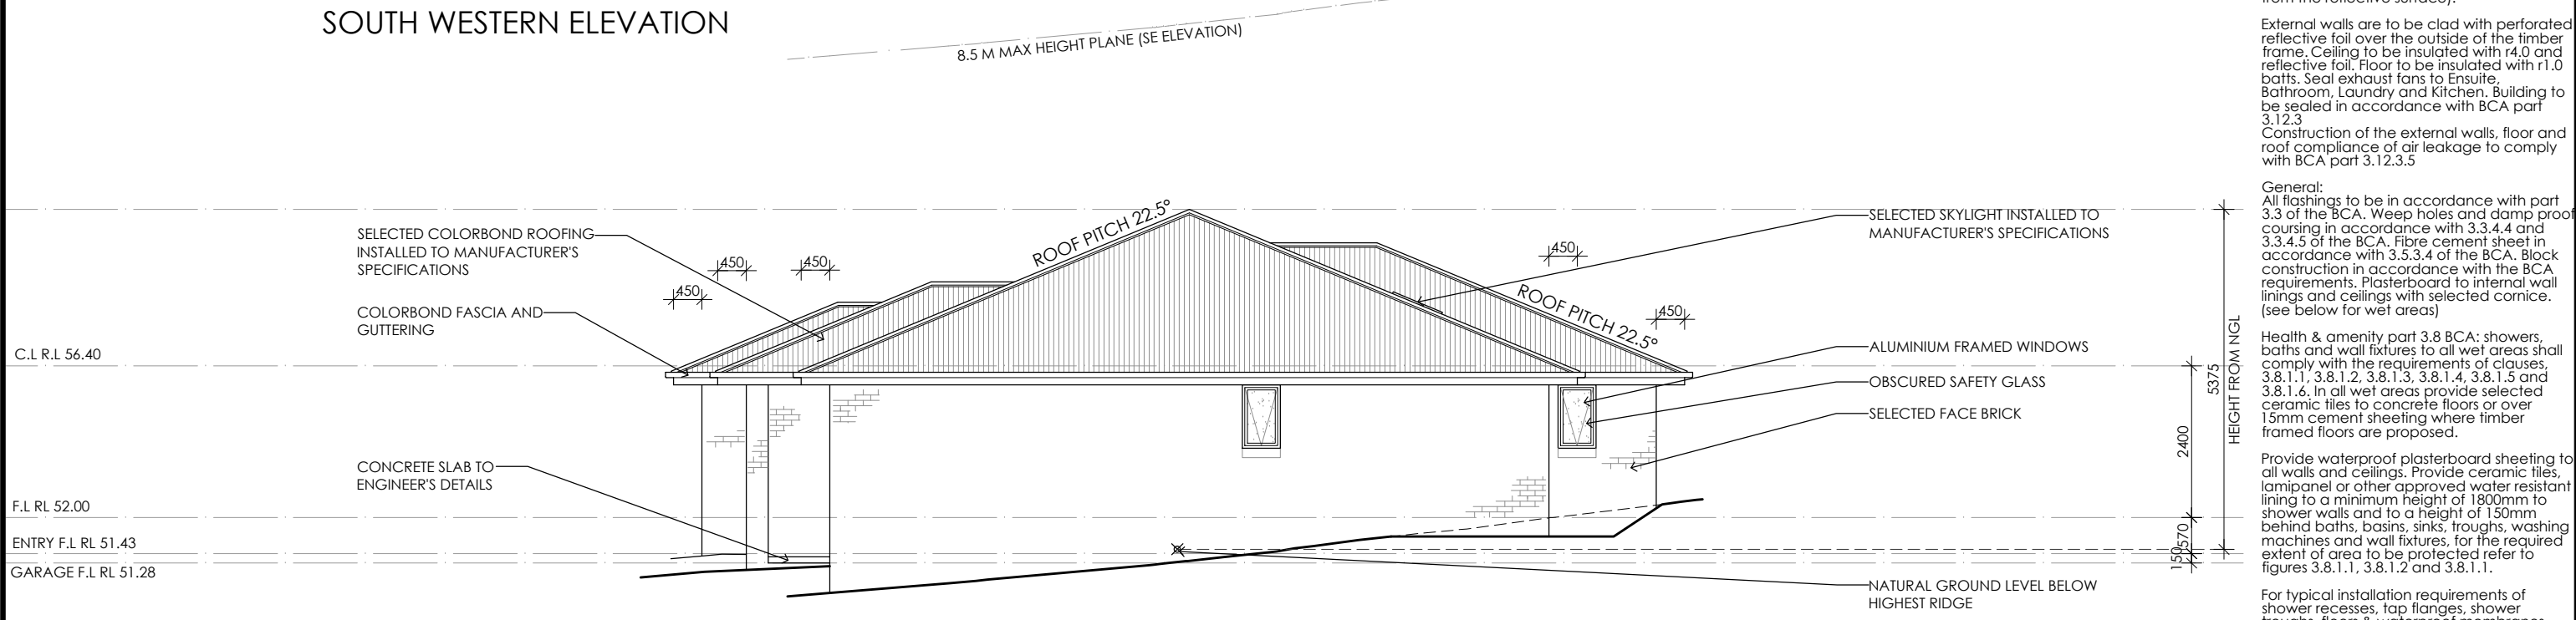 SOUTH WESTERN ELEVATION
8.5 M MAX HEIGHT PLANE (SE ELEVATION)
SELECTED COLORBOND ROOFING
INSTALLED TO MANUFACTURER'S
SPECIFICATIONS
COLORBOND FASCIA AND
GUTTERING
CONCRETE SLAB TO
ENGINEER'S DETAILS
C.L R.L 56.40
F.L RL 52.00
ENTRY F.L RL 51.43
GARAGE F.L RL 51.28
450
450
450
ROOF PITCH 22.5°
ROOF PITCH 22.5°
450
450
SELECTED SKYLIGHT INSTALLED TO
MANUFACTURER'S SPECIFICATIONS
ALUMINIUM FRAMED WINDOWS
OBSCURED SAFETY GLASS
SELECTED FACE BRICK
NATURAL GROUND LEVEL BELOW
HIGHEST RIDGE
2400
570
150
5375
HEIGHT FROM NGL
from the reflective surface).
External walls are to be clad with perforated
reflective foil over the outside of the timber
frame. Ceiling to be insulated with r4.0 and
reflective foil. Floor to be insulated with r1.0
batts. Seal exhaust fans to Ensuite,
Bathroom, Laundry and Kitchen. Building to
be sealed in accordance with BCA part
3.12.3
Construction of the external walls, floor and
roof compliance of air leakage to comply
with BCA part 3.12.3.5
General:
All flashings to be in accordance with part
3.3 of the BCA. Weep holes and damp proof
coursing in accordance with 3.3.4.4 and
3.3.4.5 of the BCA. Fibre cement sheet in
accordance with 3.5.3.4 of the BCA. Block
construction in accordance with the BCA
requirements. Plasterboard to internal wall
linings and ceilings with selected cornice.
(see below for wet areas)
Health & amenity part 3.8 BCA: showers,
baths and wall fixtures to all wet areas shall
comply with the requirements of clauses,
3.8.1.1, 3.8.1.2, 3.8.1.3, 3.8.1.4, 3.8.1.5 and
3.8.1.6. In all wet areas provide selected
ceramic tiles to concrete floors or over
15mm cement sheeting where timber
framed floors are proposed.
Provide waterproof plasterboard sheeting to
all walls and ceilings. Provide ceramic tiles,
lamipanel or other approved water resistant
lining to a minimum height of 1800mm to
shower walls and to a height of 150mm
behind baths, basins, sinks, troughs, washing
machines and wall fixtures, for the required
extent of area to be protected refer to
figures 3.8.1.1, 3.8.1.2 and 3.8.1.1.
For typical installation requirements of
shower recesses, tap flanges, shower
troughs, floors & waterproof membranes